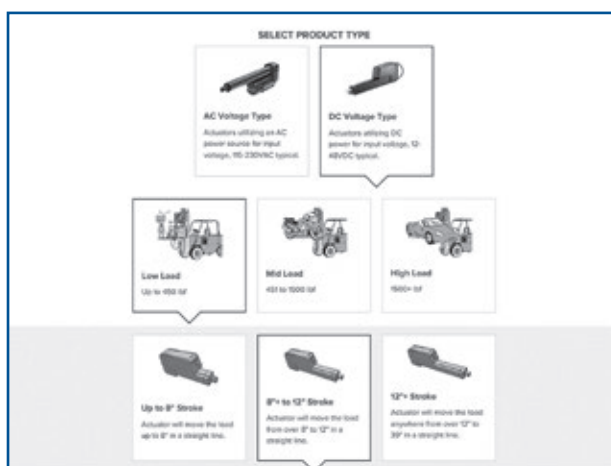 SELECT PRODUCT TYPE
AC Voltage Type
Actuators utilizing an AC
power source for input
voltage, 115-230VAC typical.
DC Voltage Type
Actuators utilizing DC
power for input voltage, 12-
48VDC typical.
Low Load
Up to 450 lbf
Mid Load
451 to 1500 lbf
High Load
1500+ lbf
Up to 8" Stroke
Actuator will move the load
up to 8" in a straight line.
8"+ to 12" Stroke
Actuator will move the load
from over 8" to 12" in a
straight line.
12"+ Stroke
Actuator will move the load
anywhere from over 12" to
39" in a straight line.